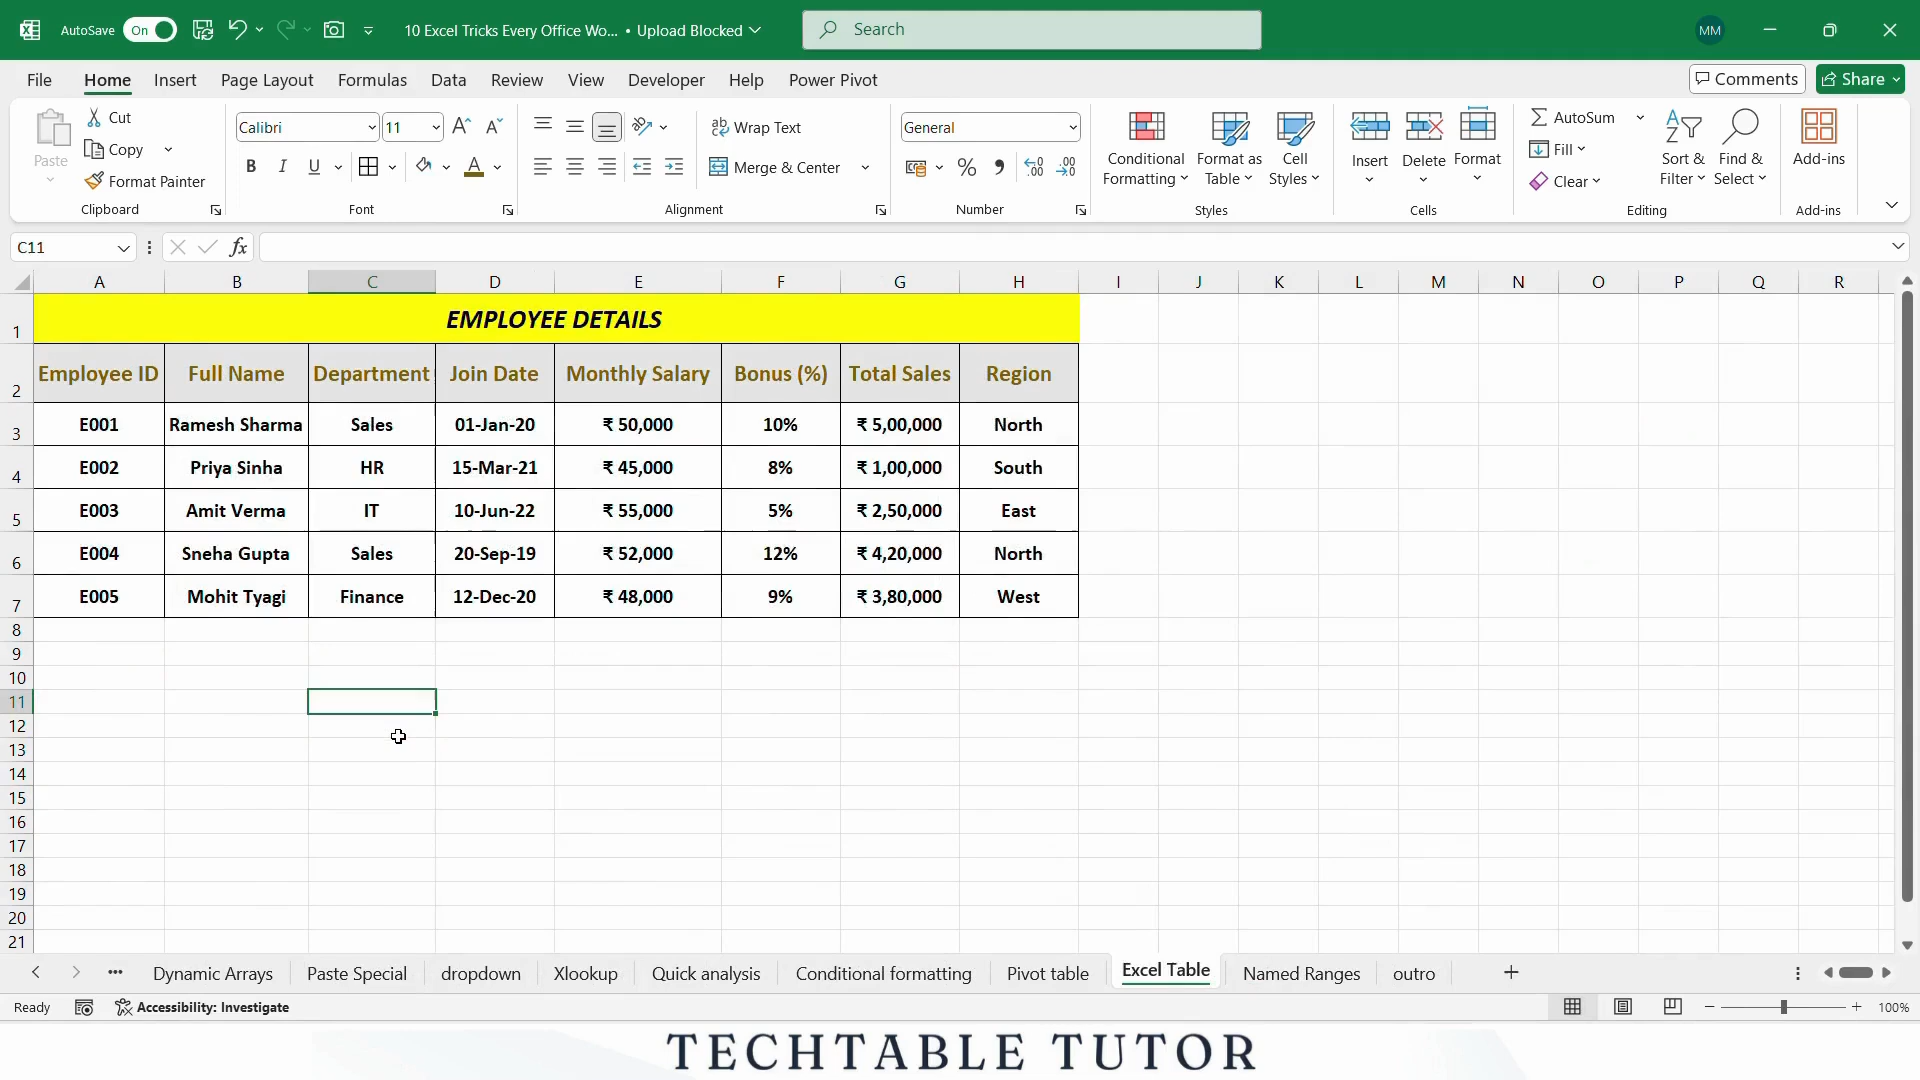 AutoSave On 10 Excel Tricks Every Office Wo... • Upload Blocked Search MM
File Home Insert Page Layout Formulas Data Review View Developer Help Power Pivot Comments Share
Paste
Cut
Copy
Format Painter
Clipboard
Calibri 11
B I U A
Font
Wrap Text
Merge & Center
Alignment
General
% , .00
Number
Conditional Formatting
Format as Table
Cell Styles
Styles
Insert
Delete
Format
Cells
AutoSum
Fill
Clear
Sort & Filter
Find & Select
Editing
Add-ins
Add-ins
C11 fx
A B C D E F G H I J K L M N O P Q R
1 EMPLOYEE DETAILS
2 Employee ID Full Name Department Join Date Monthly Salary Bonus (%) Total Sales Region
3 E001 Ramesh Sharma Sales 01-Jan-20 ₹ 50,000 10% ₹ 5,00,000 North
4 E002 Priya Sinha HR 15-Mar-21 ₹ 45,000 8% ₹ 1,00,000 South
5 E003 Amit Verma IT 10-Jun-22 ₹ 55,000 5% ₹ 2,50,000 East
6 E004 Sneha Gupta Sales 20-Sep-19 ₹ 52,000 12% ₹ 4,20,000 North
7 E005 Mohit Tyagi Finance 12-Dec-20 ₹ 48,000 9% ₹ 3,80,000 West
8
9
10
11
12
13
14
15
16
17
18
19
20
21
Dynamic Arrays Paste Special dropdown Xlookup Quick analysis Conditional formatting Pivot table Excel Table Named Ranges outro
Ready Accessibility: Investigate 100%
TECHTABLE TUTOR